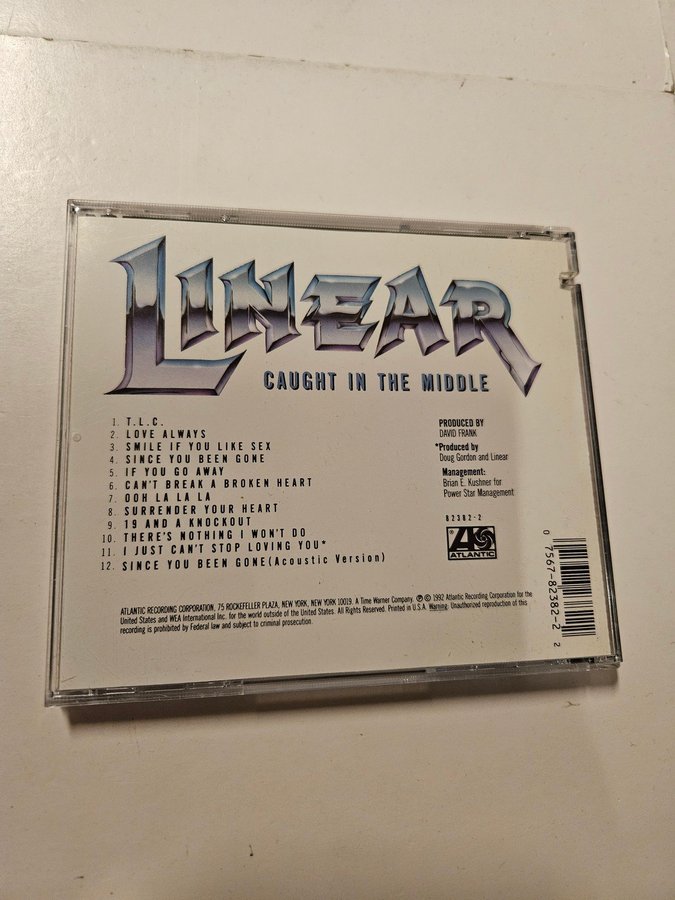 LINEAR
CAUGHT IN THE MIDDLE
1. T.L.C.
2. LOVE ALWAYS
3. SMILE IF YOU LIKE SEX
4. SINCE YOU BEEN GONE
5. IF YOU GO AWAY
6. CAN'T BREAK A BROKEN HEART
7. OOH LA LA LA
8. SURRENDER YOUR HEART
9. 19 AND A KNOCKOUT
10. THERE'S NOTHING I WON'T DO
11. I JUST CAN'T STOP LOVING YOU*
12. SINCE YOU BEEN GONE (Acoustic Version)
PRODUCED BY
DAVID FRANK
*Produced by
Doug Gordon and Linear
Management:
Brian E. Kushner for
Power Star Management
82382-2
ATLANTIC
0 7567-82382-2 2
ATLANTIC RECORDING CORPORATION, 75 ROCKEFELLER PLAZA, NEW YORK, NEW YORK 10019. A Time Warner Company. ℗ © 1992 Atlantic Recording Corporation for the
United States and WEA International Inc. for the world outside of the United States. All Rights Reserved. Printed in U.S.A. Warning: Unauthorized reproduction of this
recording is prohibited by Federal law and subject to criminal prosecution.